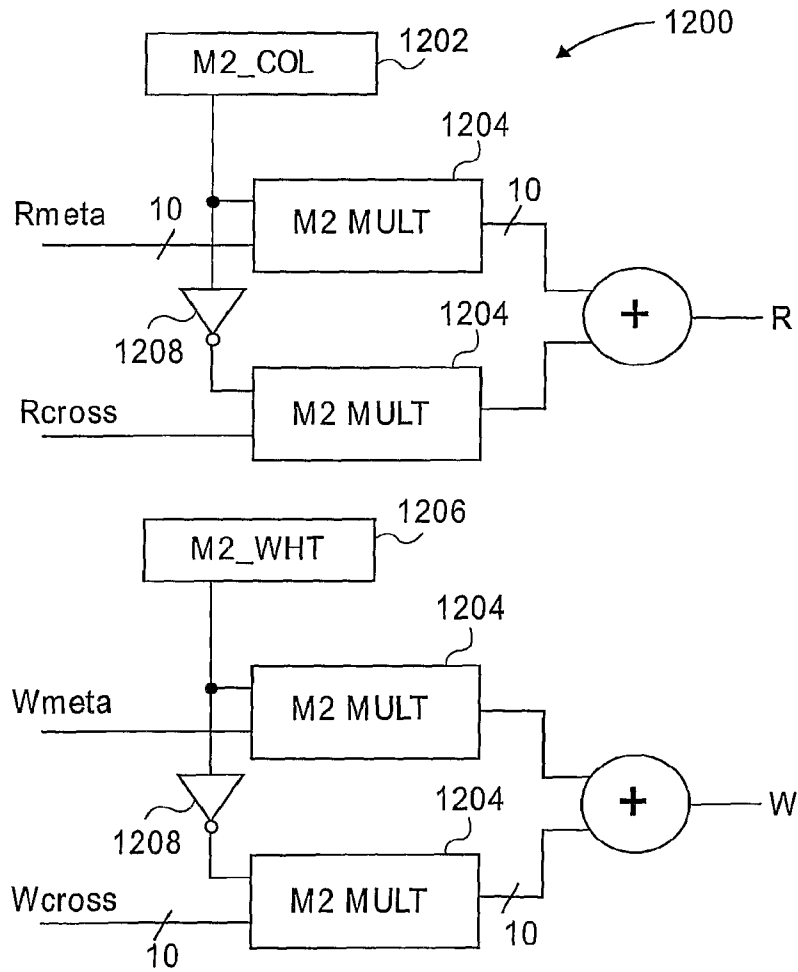 1200
M2_COL
1202
1204
Rmeta
10
M2 MULT
10
1208
1204
+
R
Rcross
M2 MULT
M2_WHT
1206
1204
Wmeta
M2 MULT
1208
1204
+
W
Wcross
10
M2 MULT
10